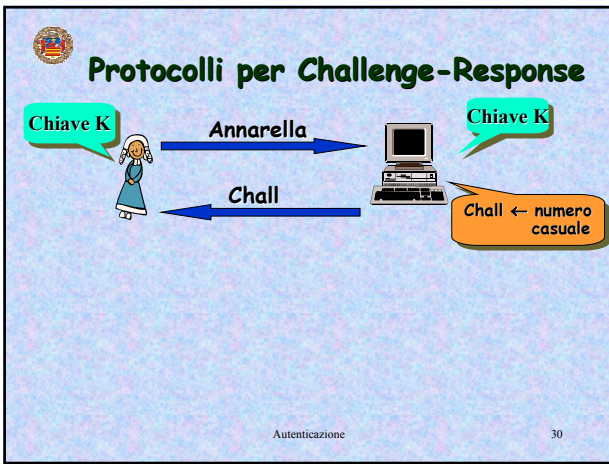 Protocolli per Challenge-Response
Chiave K
Annarella
Chiave K
Chall
Chall ← numero
casuale
Autenticazione
30